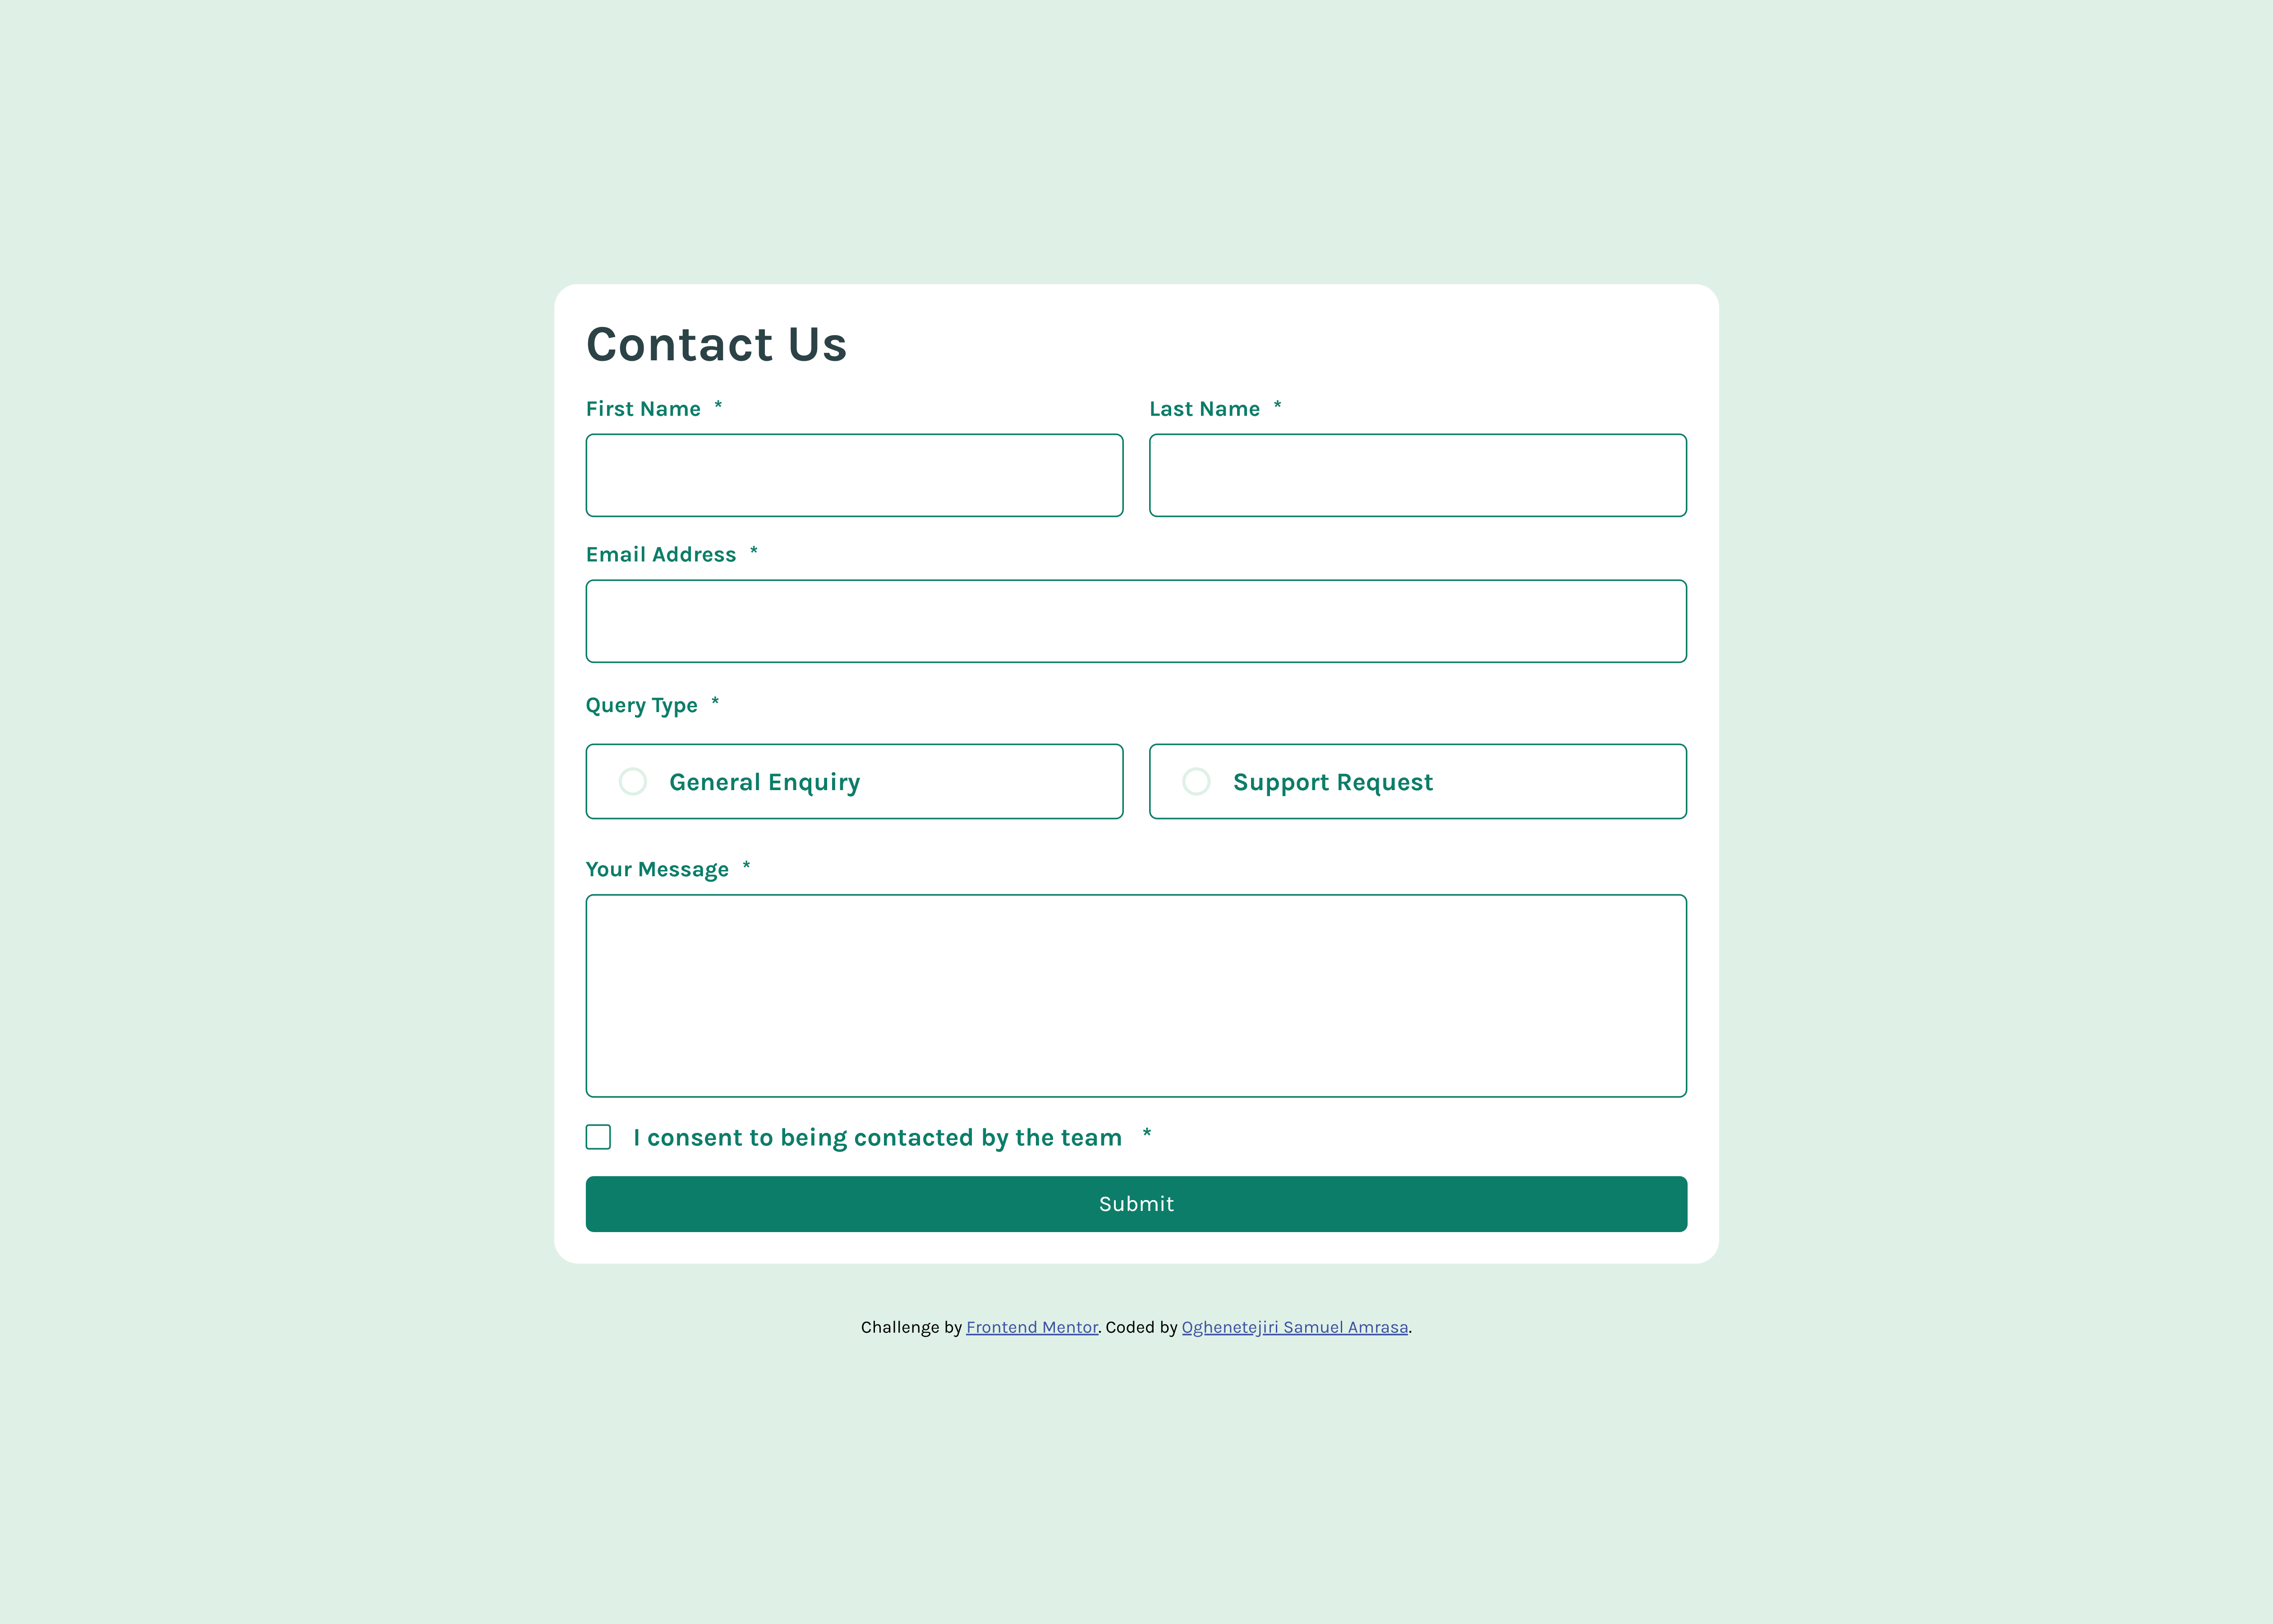 Contact Us
First Name *
Last Name *
Email Address *
Query Type *
General Enquiry
Support Request
Your Message *
I consent to being contacted by the team *
Submit
Challenge by Frontend Mentor. Coded by Oghenetejiri Samuel Amrasa.